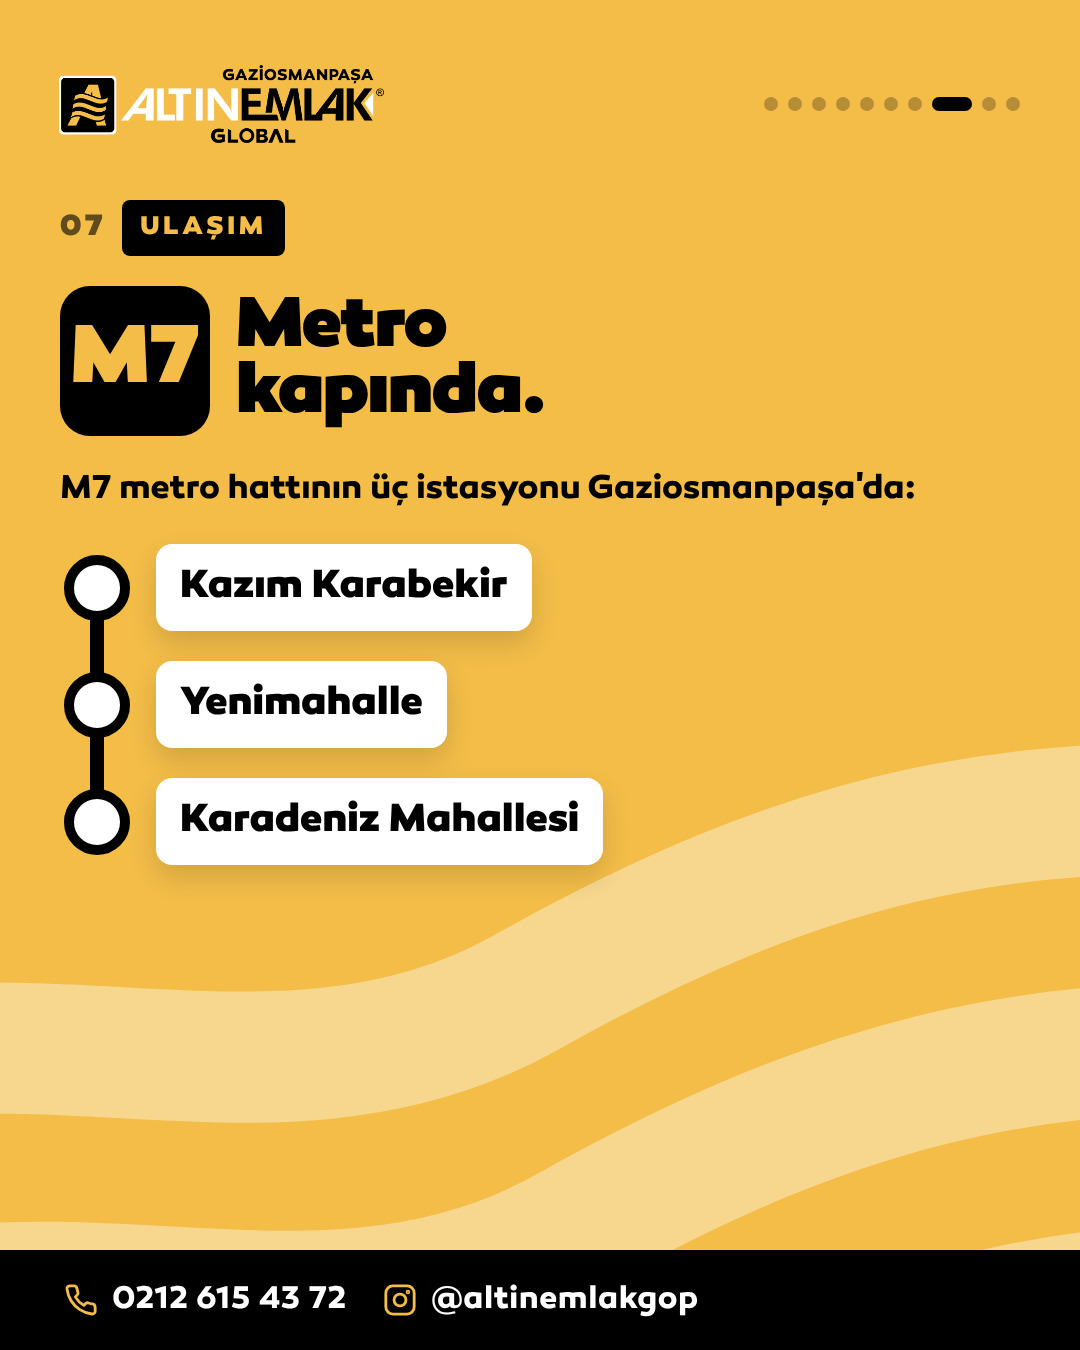 GAZİOSMANPAŞA
ALTINEMLAK®
GLOBAL
07 ULAŞIM
M7
Metro
kapında.
M7 metro hattının üç istasyonu Gaziosmanpaşa'da:
Kazım Karabekir
Yenimahalle
Karadeniz Mahallesi
0212 615 43 72 @altinemlakgop